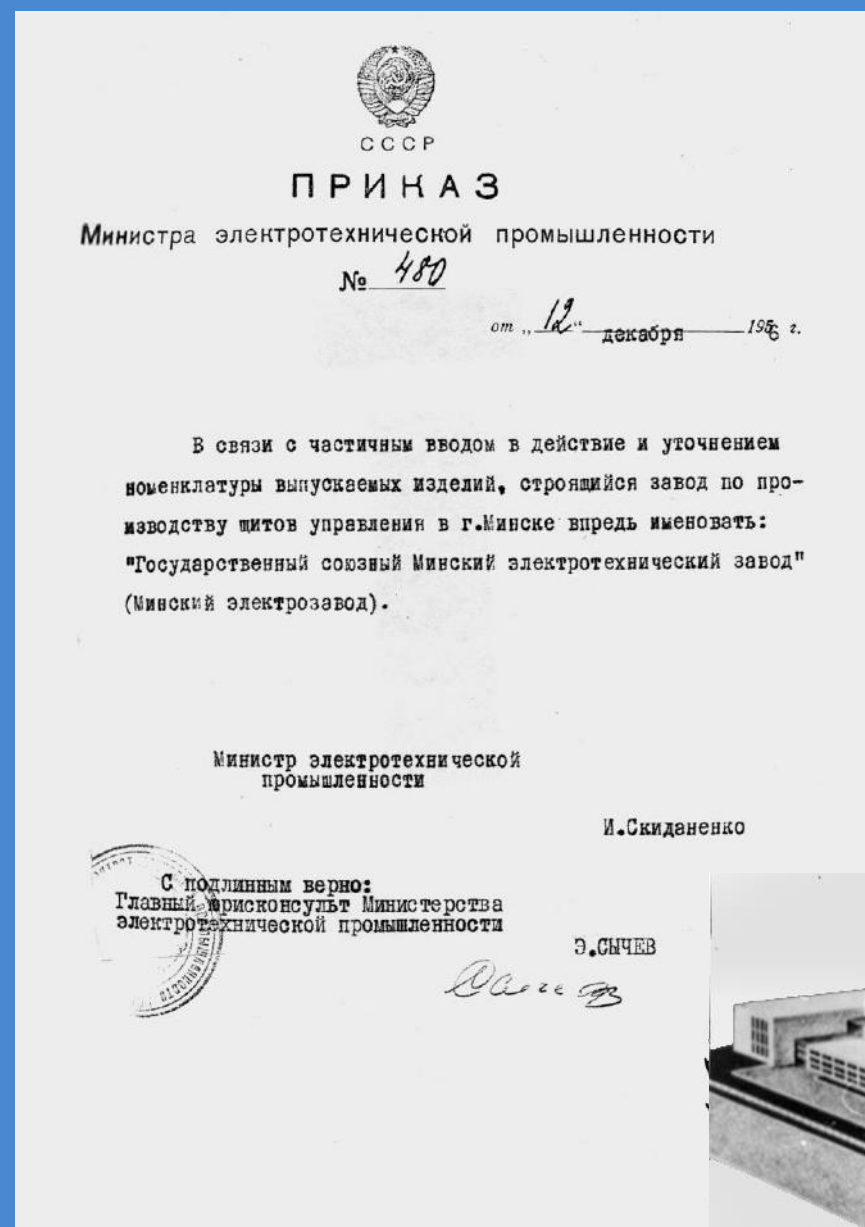 СССР
ПРИКАЗ
Министра электротехнической промышленности
№ 480
от „12“ декабря 1956 г.
В связи с частичным вводом в действие и уточнением
номенклатуры выпускаемых изделий, строящийся завод по про-
изводству щитов управления в г.Минске впредь именовать:
"Государственный союзный Минский электротехнический завод"
(Минский электрозавод).
Министр электротехнической
промышленности
И.Скиданенко
С подлинным верно:
Главный юрисконсульт Министерства
электротехнической промышленности
Э.СЫЧЕВ